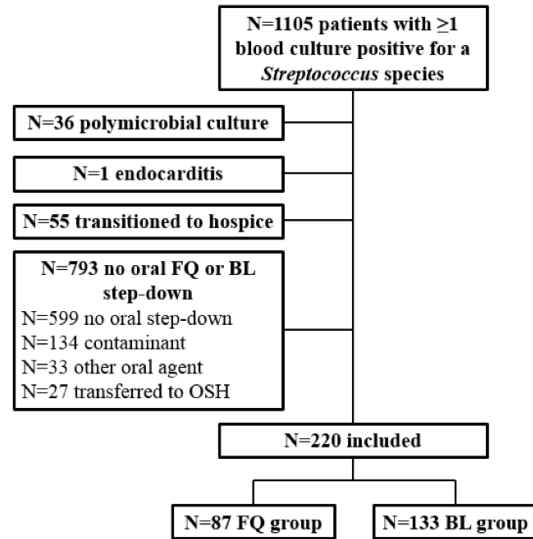 N=1105 patients with ≥1
blood culture positive for a
Streptococcus species
N=36 polymicrobial culture
N=1 endocarditis
N=55 transitioned to hospice
N=793 no oral FQ or BL
step-down
N=599 no oral step-down
N=134 contaminant
N=33 other oral agent
N=27 transferred to OSH
N=220 included
N=87 FQ group
N=133 BL group